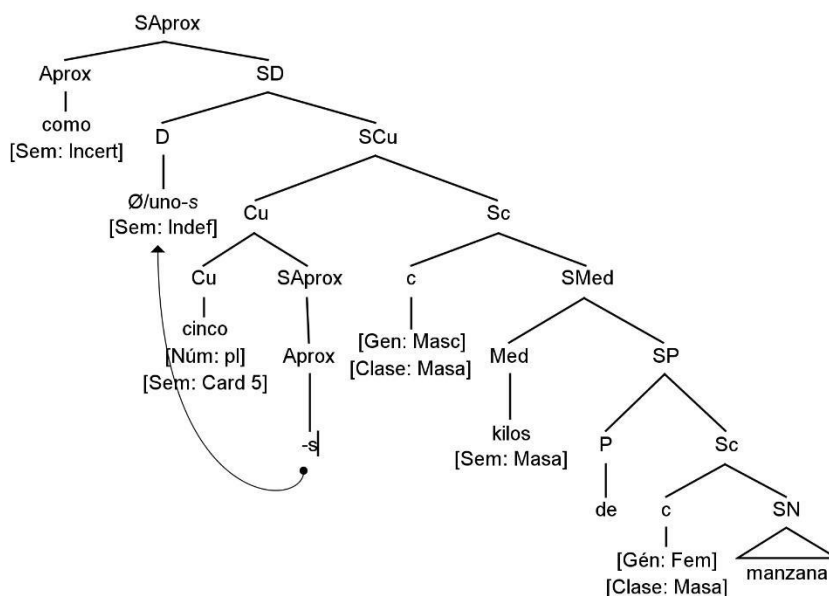 SAprox
Aprox SD
como
[Sem: Incert]
D SCu
Ø/uno-s
[Sem: Indef]
Cu Sc
Cu SAprox c SMed
cinco
[Núm: pl]
[Sem: Card 5]
Aprox
[Gen: Masc]
[Clase: Masa]
Med SP
-s
kilos
[Sem: Masa]
P Sc
de
c SN
[Gén: Fem]
[Clase: Masa]
manzana